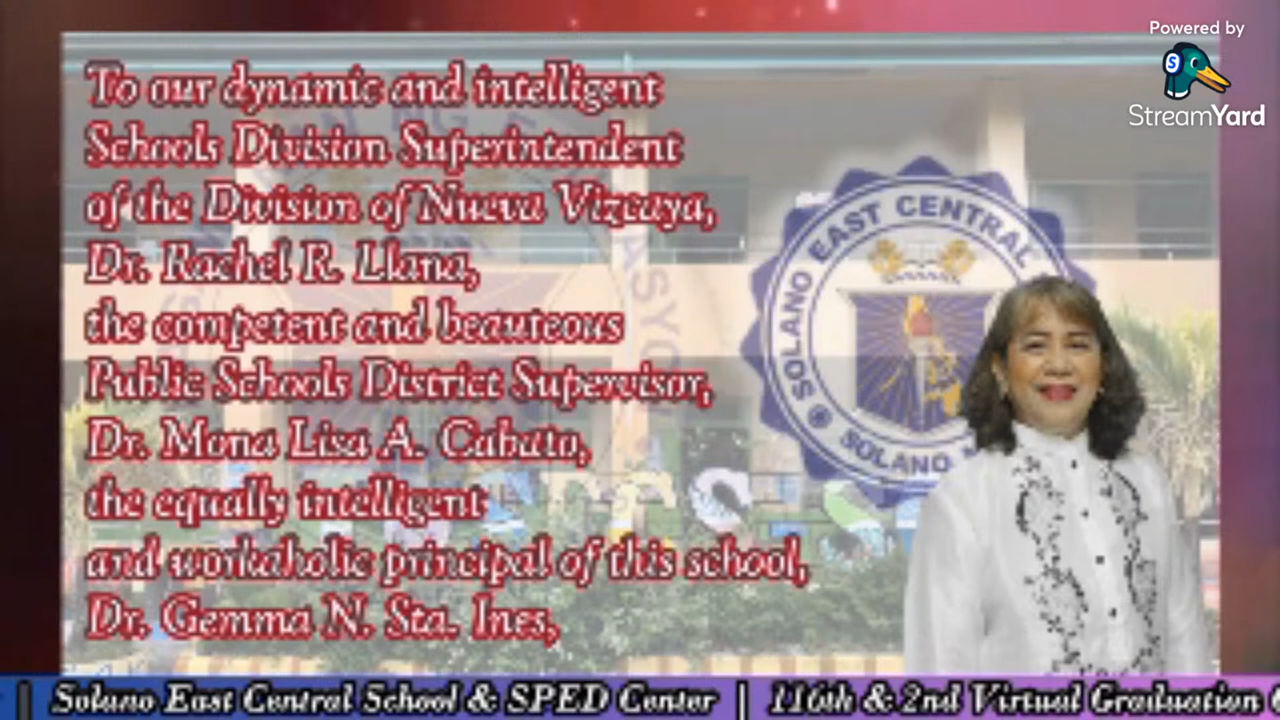 Powered by
StreamYard
To our dynamic and intelligent
Schools Division Superintendent
of the Division of Nueva Vizcaya,
Dr. Rachel R. Llana,
the competent and beauteous
Public Schools District Supervisor,
Dr. Mona Lisa A. Cabato,
the equally intelligent
and workaholic principal of this school,
Dr. Gemma N. Sta. Ines,
SOLANO EAST CENTRAL
SOLANO
Solano East Central School & SPED Center | 116th & 2nd Virtual Graduation